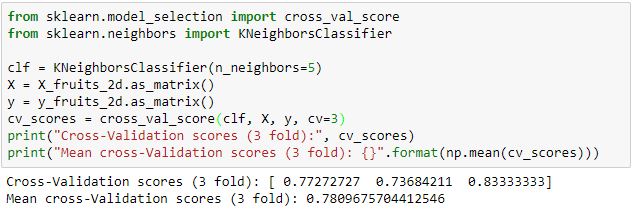 from sklearn.model_selection import cross_val_score
from sklearn.neighbors import KNeighborsClassifier
clf = KNeighborsClassifier(n_neighbors=5)
X = X_fruits_2d.as_matrix()
y = y_fruits_2d.as_matrix()
cv_scores = cross_val_score(clf, X, y, cv=3)
print("Cross-Validation scores (3 fold):", cv_scores)
print("Mean cross-Validation scores (3 fold): {}".format(np.mean(cv_scores)))
Cross-Validation scores (3 fold): [ 0.77272727  0.73684211  0.83333333]
Mean cross-Validation scores (3 fold): 0.7809675704412546